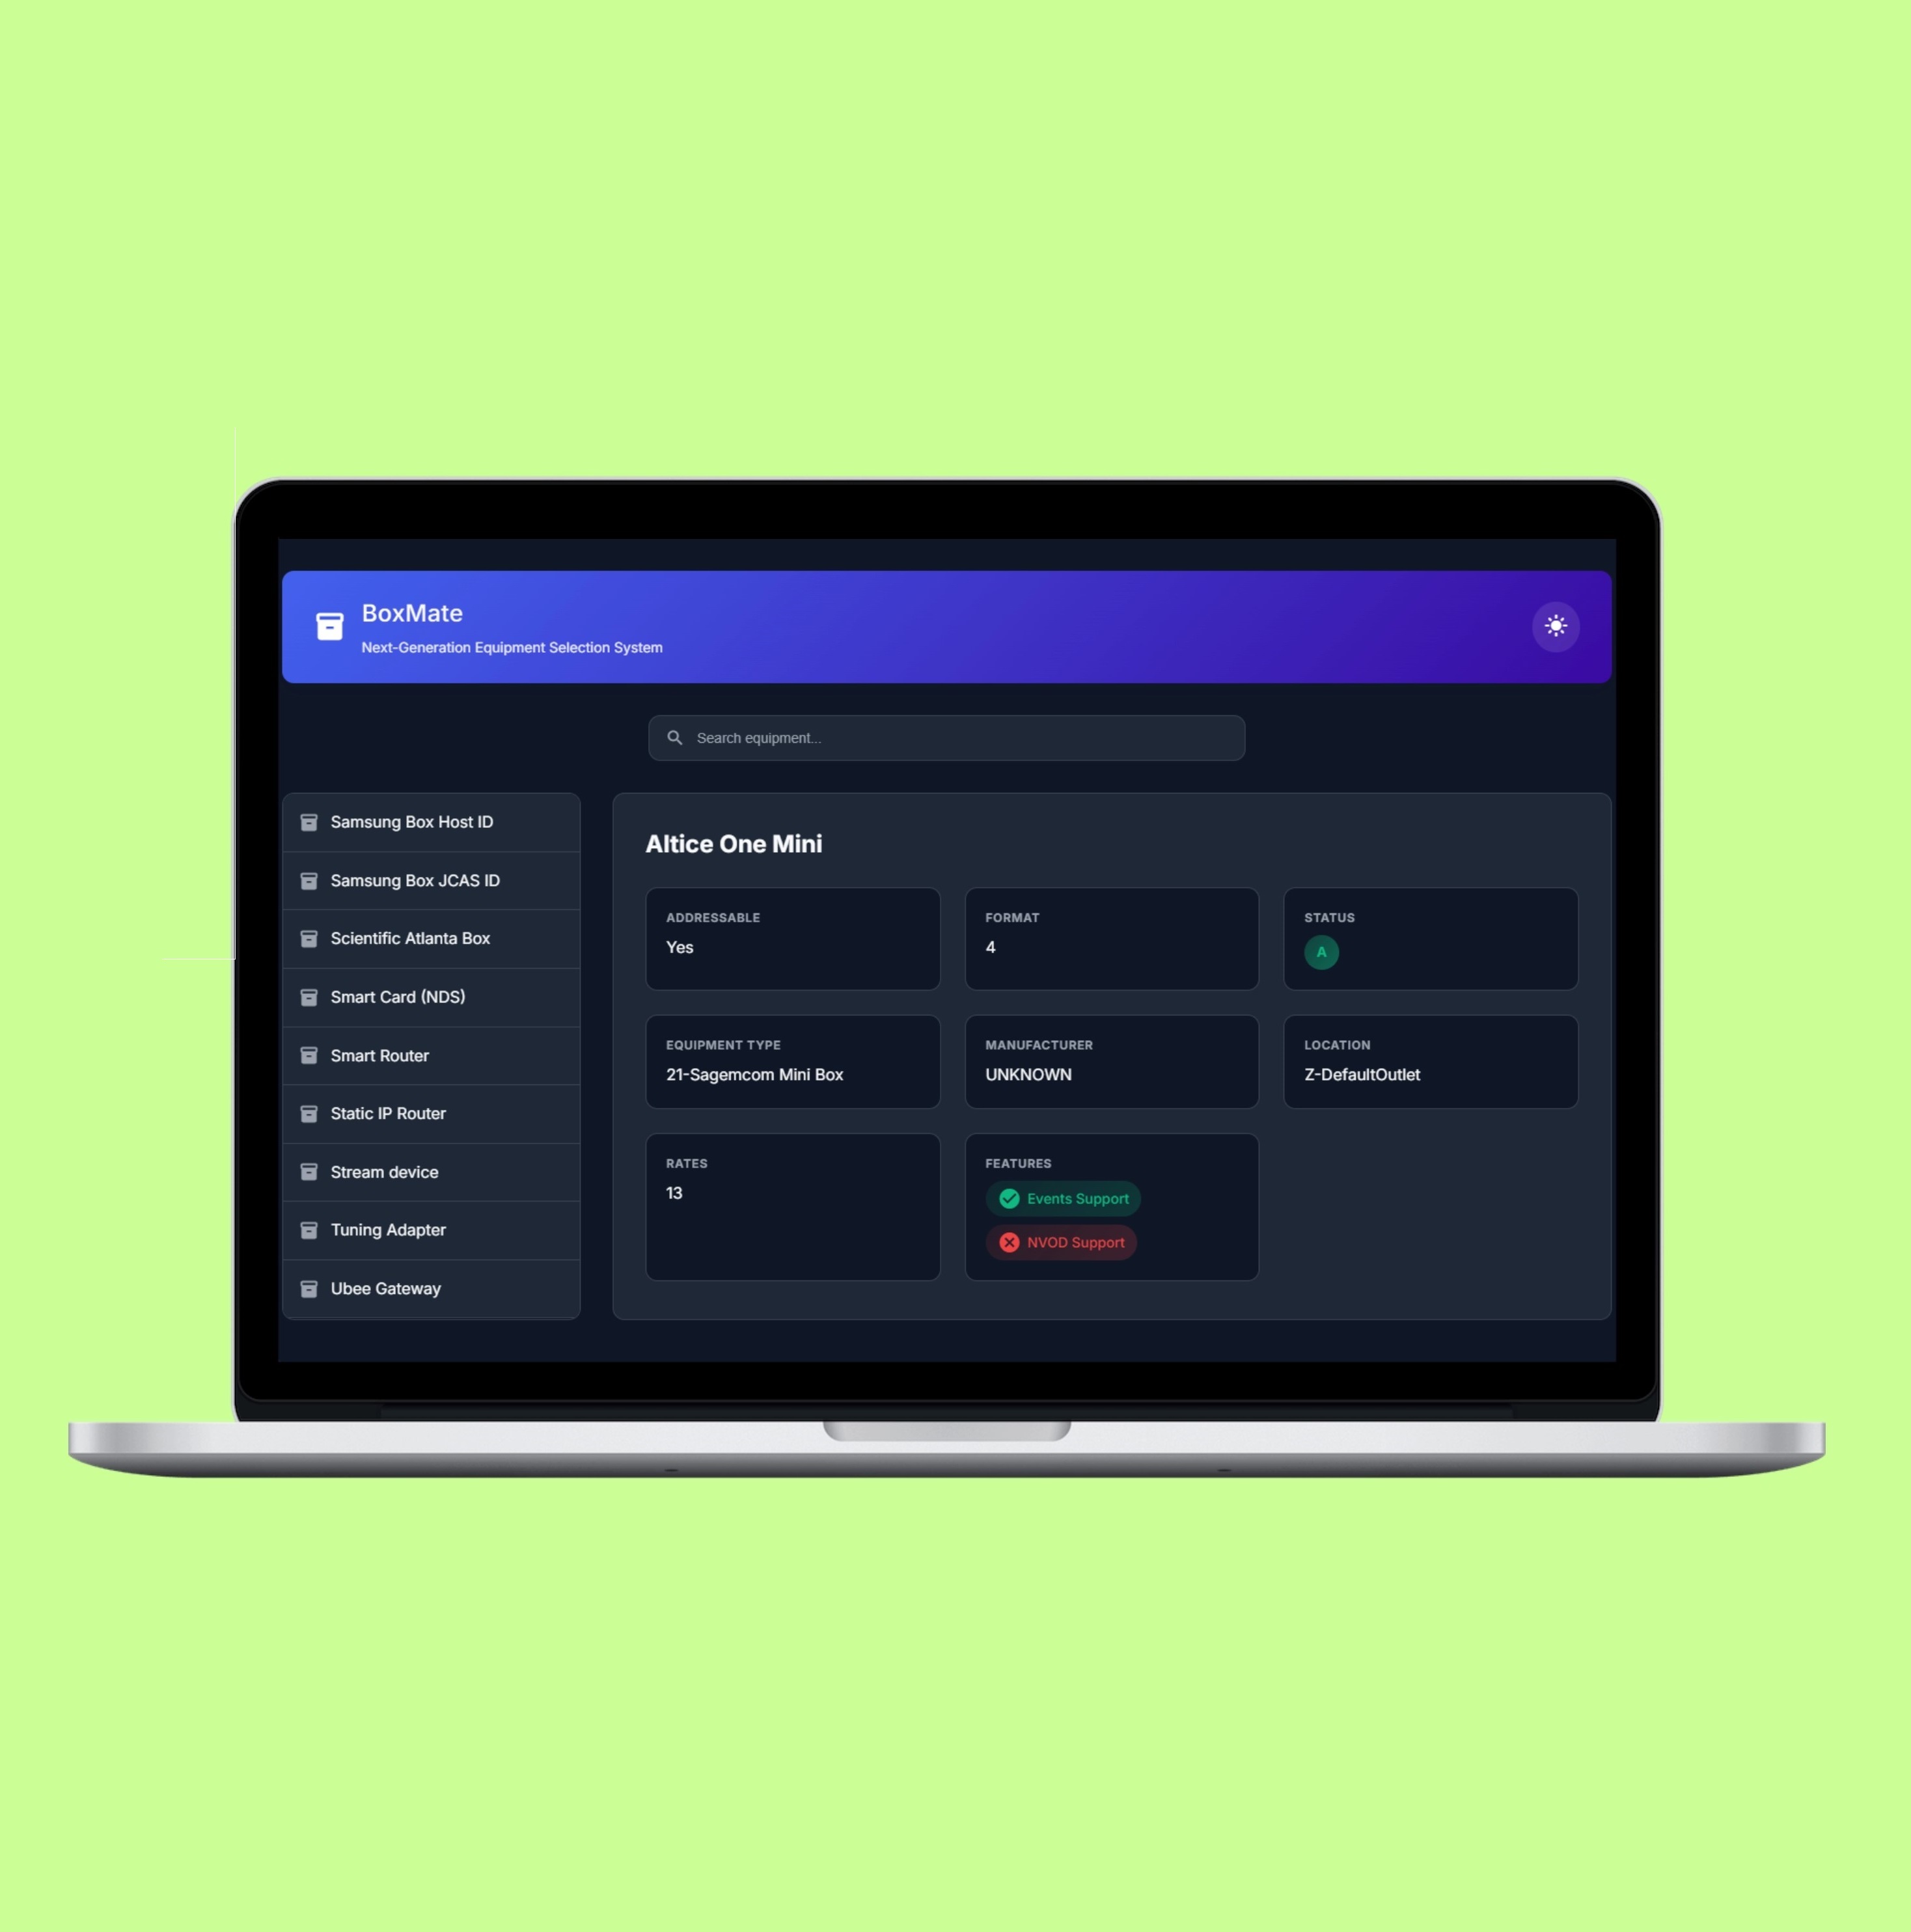 BoxMate
Next-Generation Equipment Selection System
Search equipment...
Samsung Box Host ID
Samsung Box JCAS ID
Scientific Atlanta Box
Smart Card (NDS)
Smart Router
Static IP Router
Stream device
Tuning Adapter
Ubee Gateway
Altice One Mini
ADDRESSABLE
Yes
FORMAT
4
STATUS
A
EQUIPMENT TYPE
21-Sagemcom Mini Box
MANUFACTURER
UNKNOWN
LOCATION
Z-DefaultOutlet
RATES
13
FEATURES
Events Support
NVOD Support